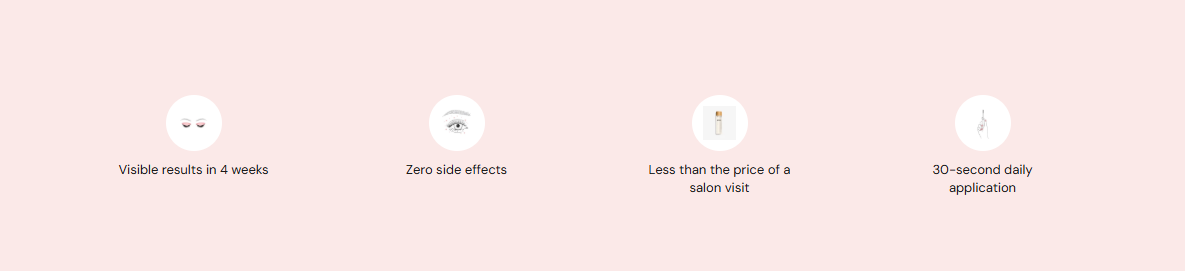 Visible results in 4 weeks
Zero side effects
Less than the price of a
salon visit
30-second daily
application